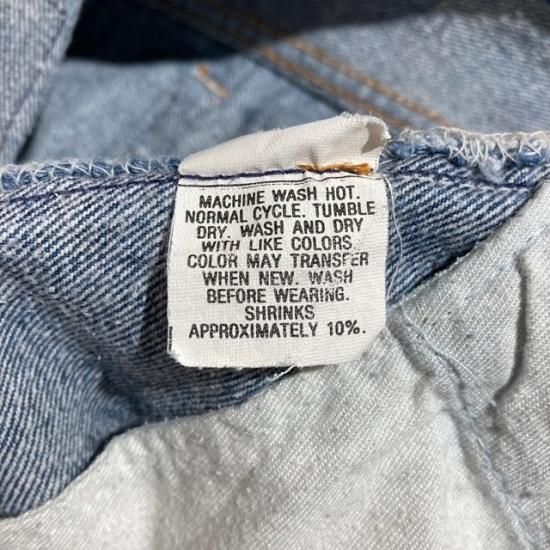 MACHINE WASH HOT.
NORMAL CYCLE. TUMBLE
DRY. WASH AND DRY
WITH LIKE COLORS.
COLOR MAY TRANSFER
WHEN NEW. WASH
BEFORE WEARING.
SHRINKS
APPROXIMATELY 10%.